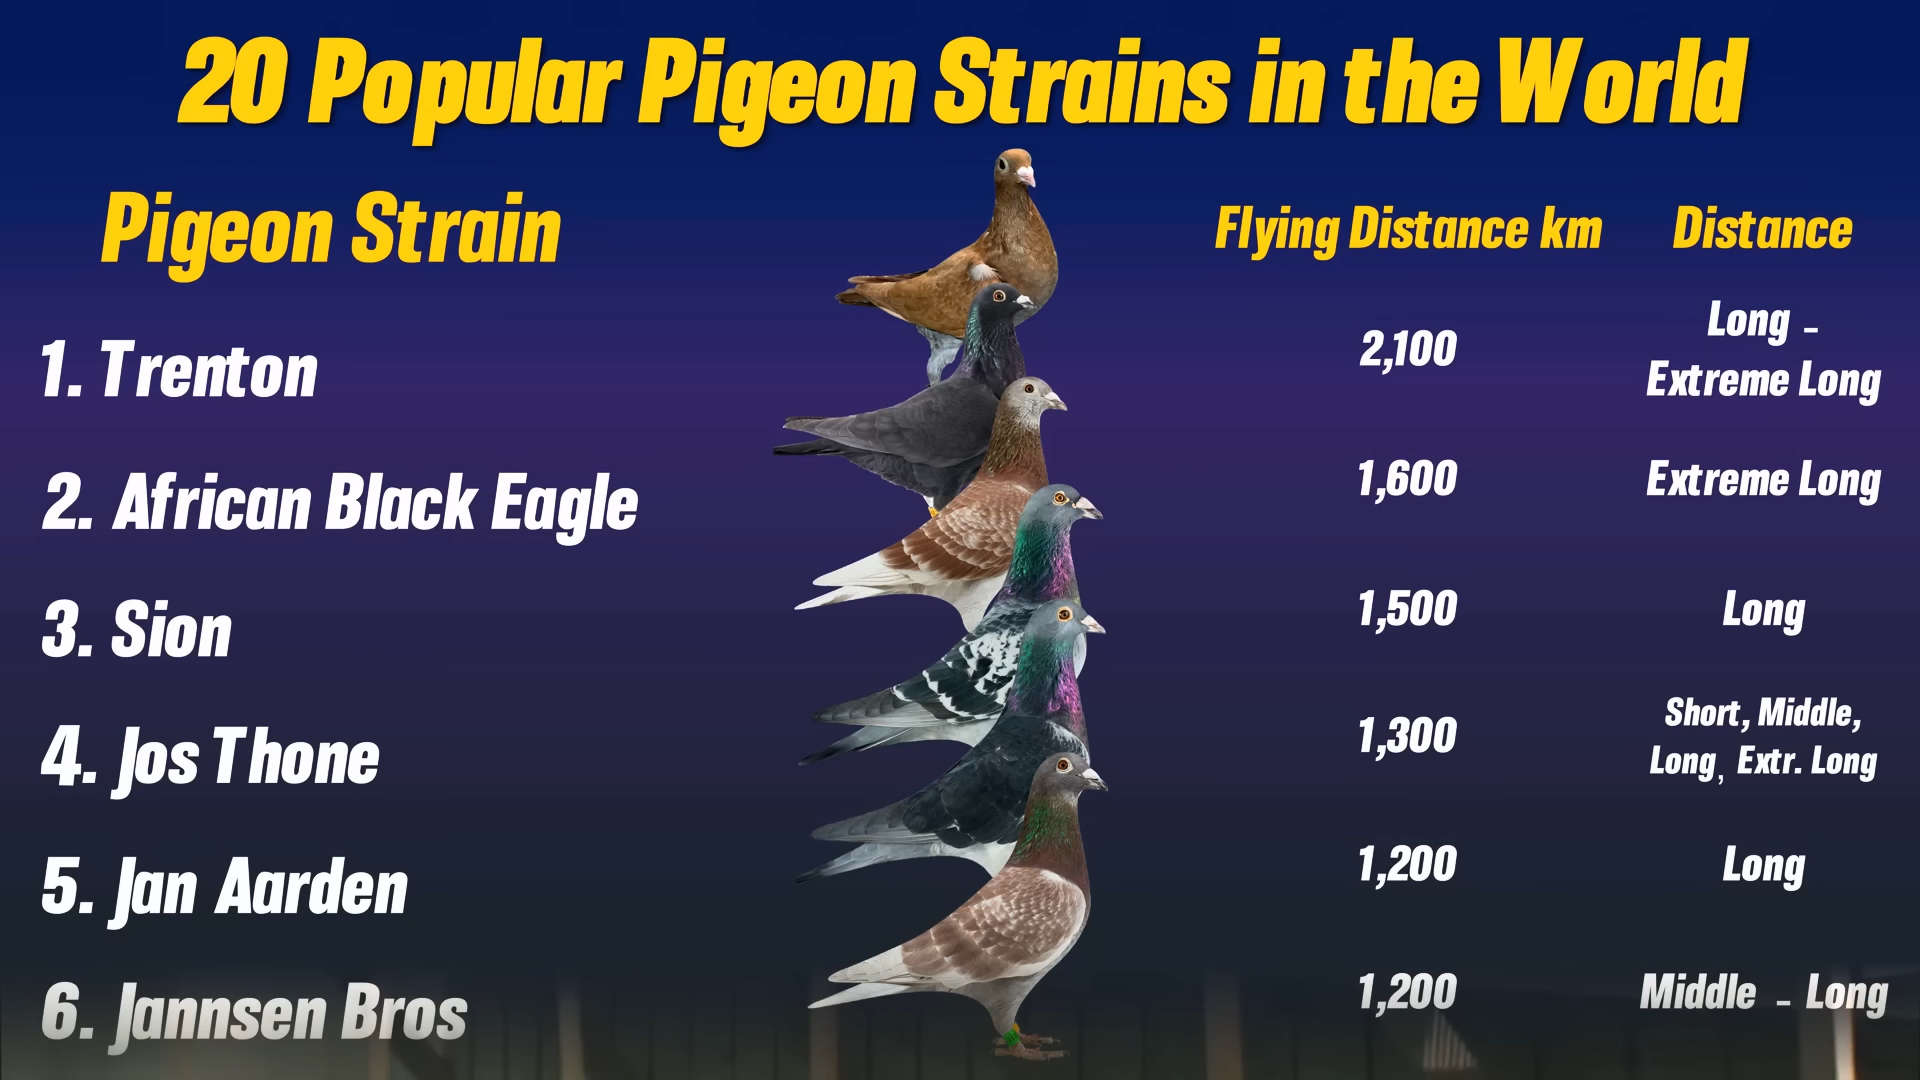 20 Popular Pigeon Strains in the World
Pigeon Strain
Flying Distance km
Distance
1. Trenton
2,100
Long -
Extreme Long
2. African Black Eagle
1,600
Extreme Long
3. Sion
1,500
Long
4. Jos Thone
1,300
Short, Middle,
Long, Extr. Long
5. Jan Aarden
1,200
Long
6. Jannsen Bros
1,200
Middle - Long